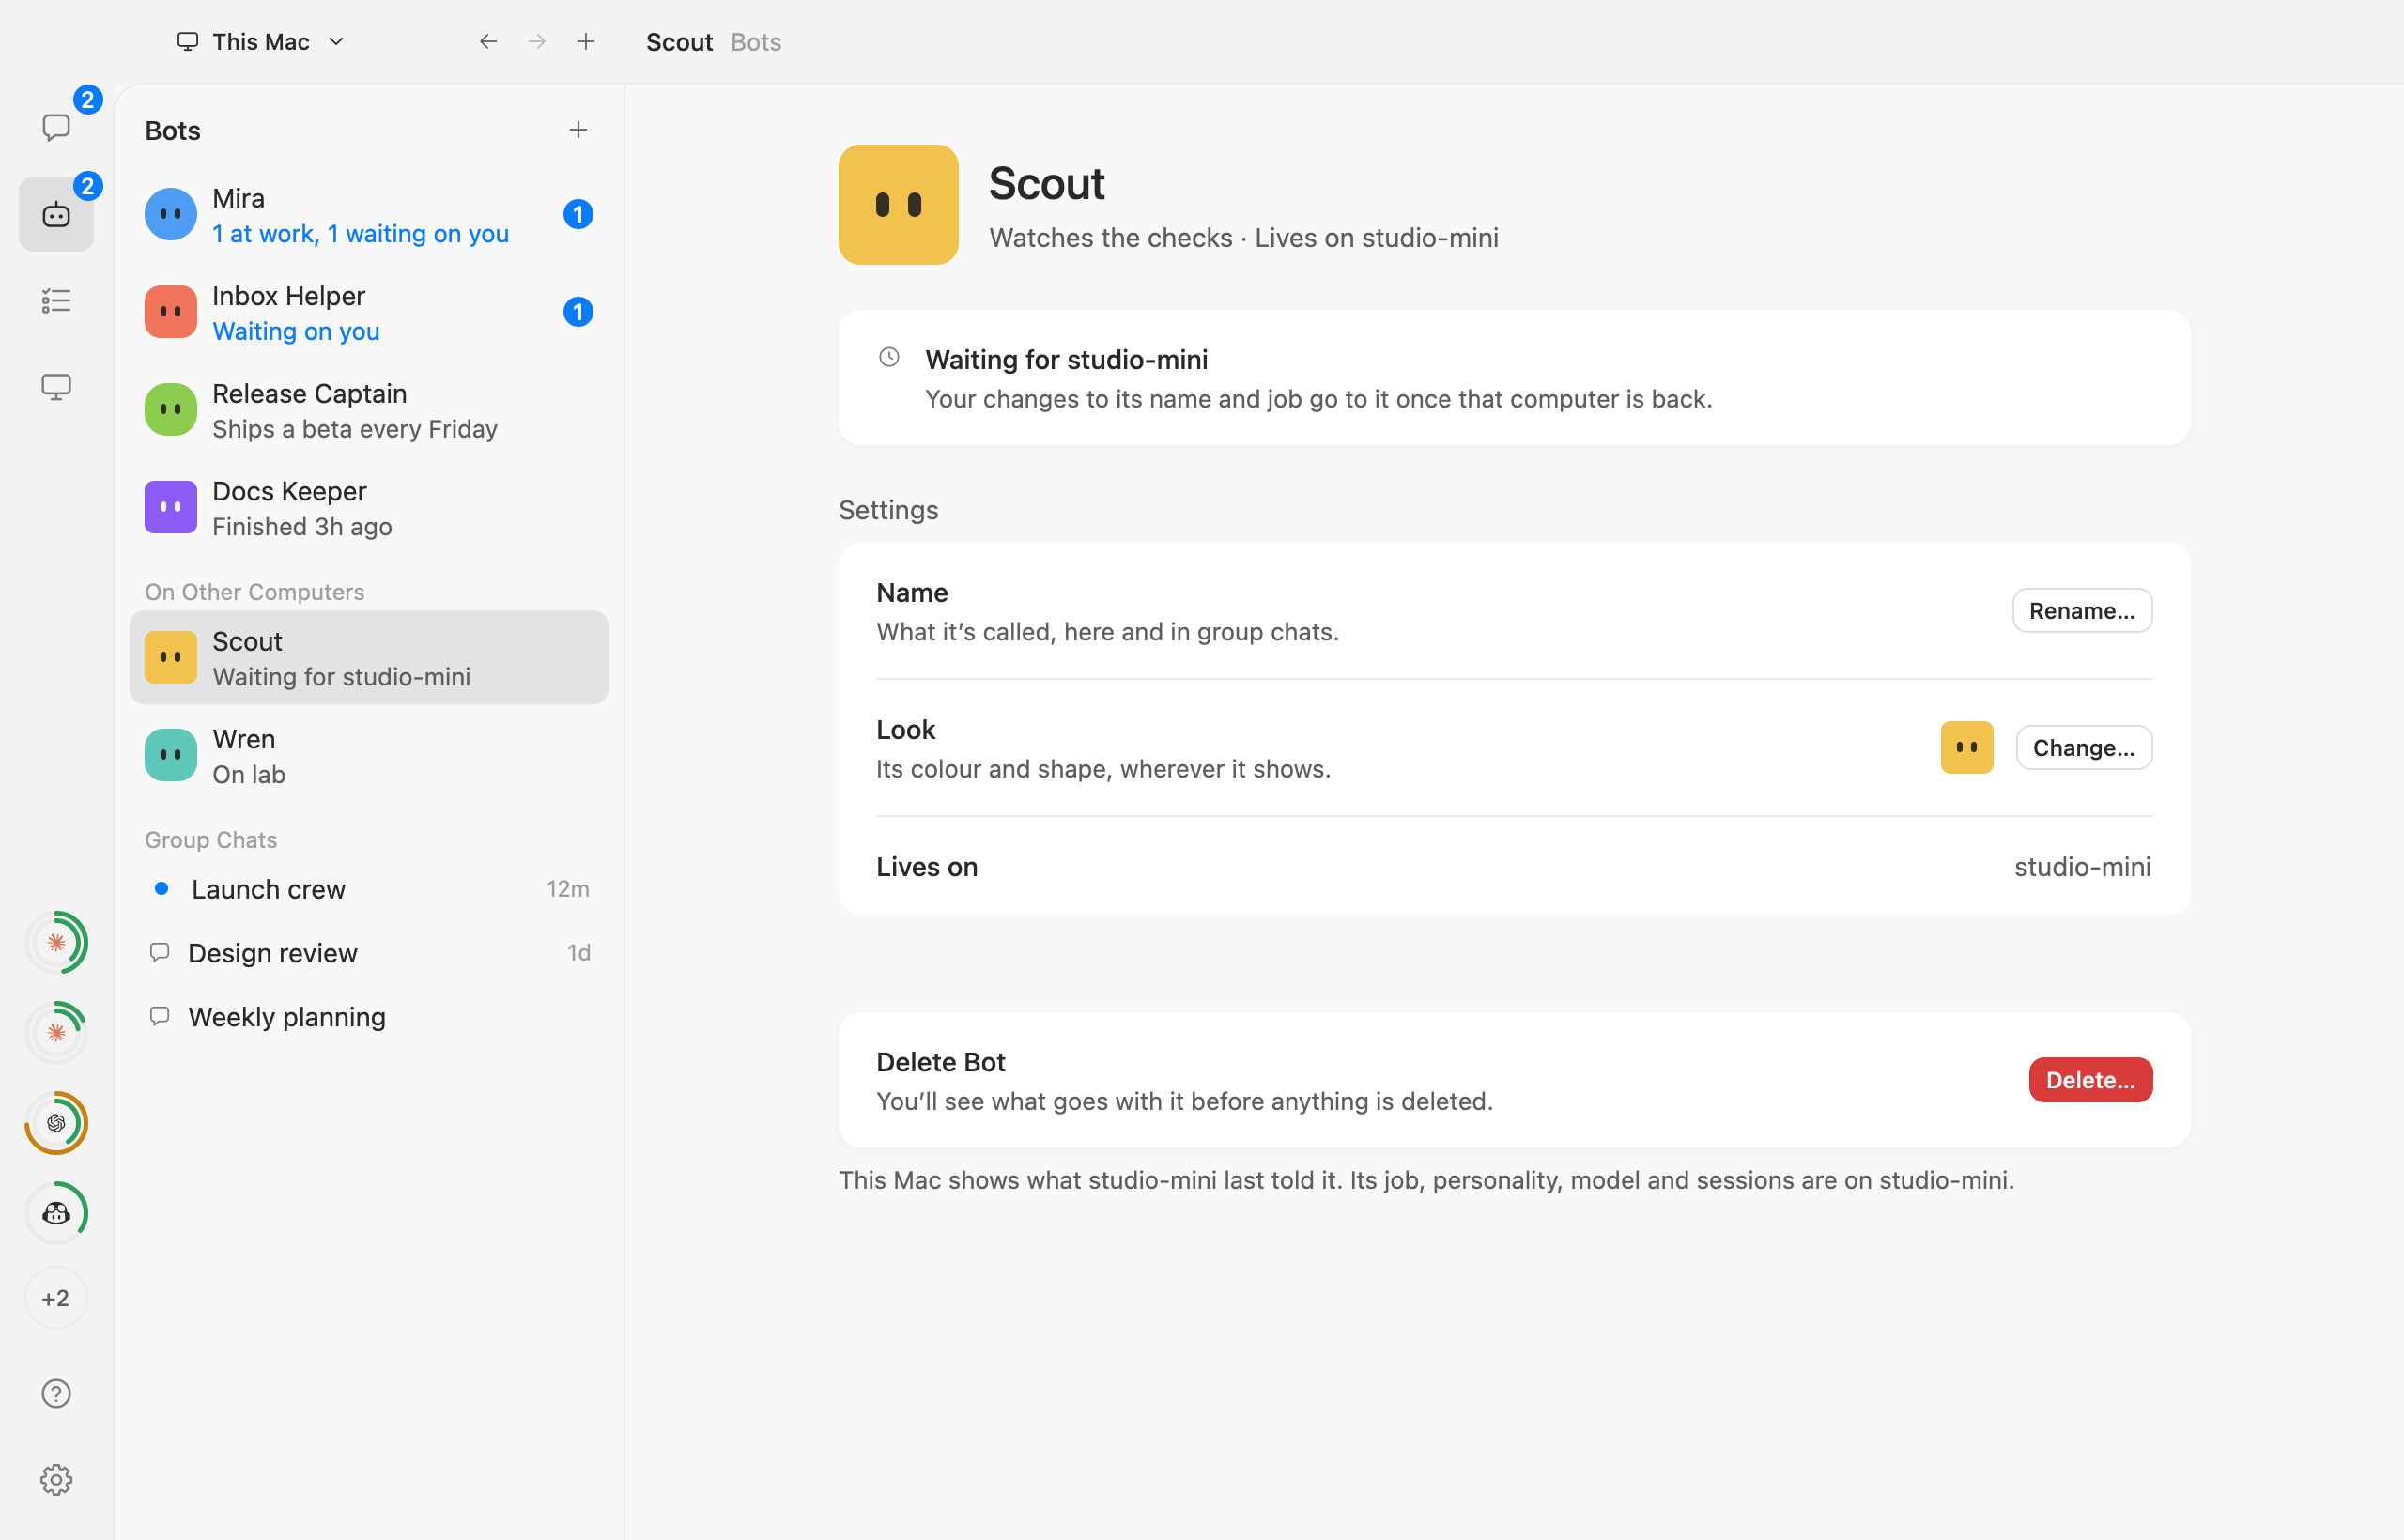 This Mac
Scout Bots
2
2
Bots
Mira
1 at work, 1 waiting on you
1
Inbox Helper
Waiting on you
1
Release Captain
Ships a beta every Friday
Docs Keeper
Finished 3h ago
On Other Computers
Scout
Waiting for studio-mini
Wren
On lab
Group Chats
Launch crew 12m
Design review 1d
Weekly planning
+2
Scout
Watches the checks · Lives on studio-mini
Waiting for studio-mini
Your changes to its name and job go to it once that computer is back.
Settings
Name
What it’s called, here and in group chats.
Rename...
Look
Its colour and shape, wherever it shows.
Change...
Lives on studio-mini
Delete Bot
You’ll see what goes with it before anything is deleted.
Delete...
This Mac shows what studio-mini last told it. Its job, personality, model and sessions are on studio-mini.